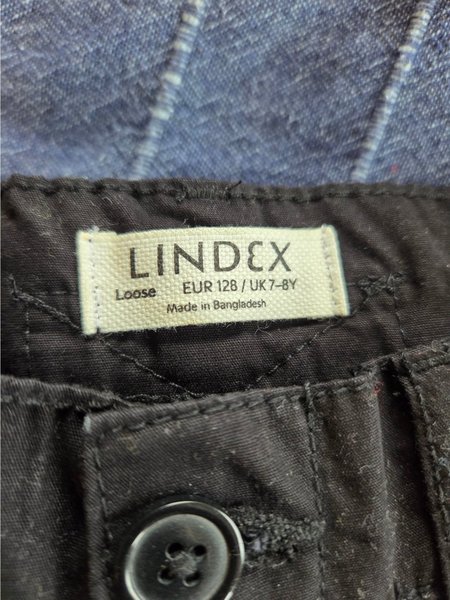 LINDEX
Loose EUR 128 / UK 7-8Y
Made in Bangladesh